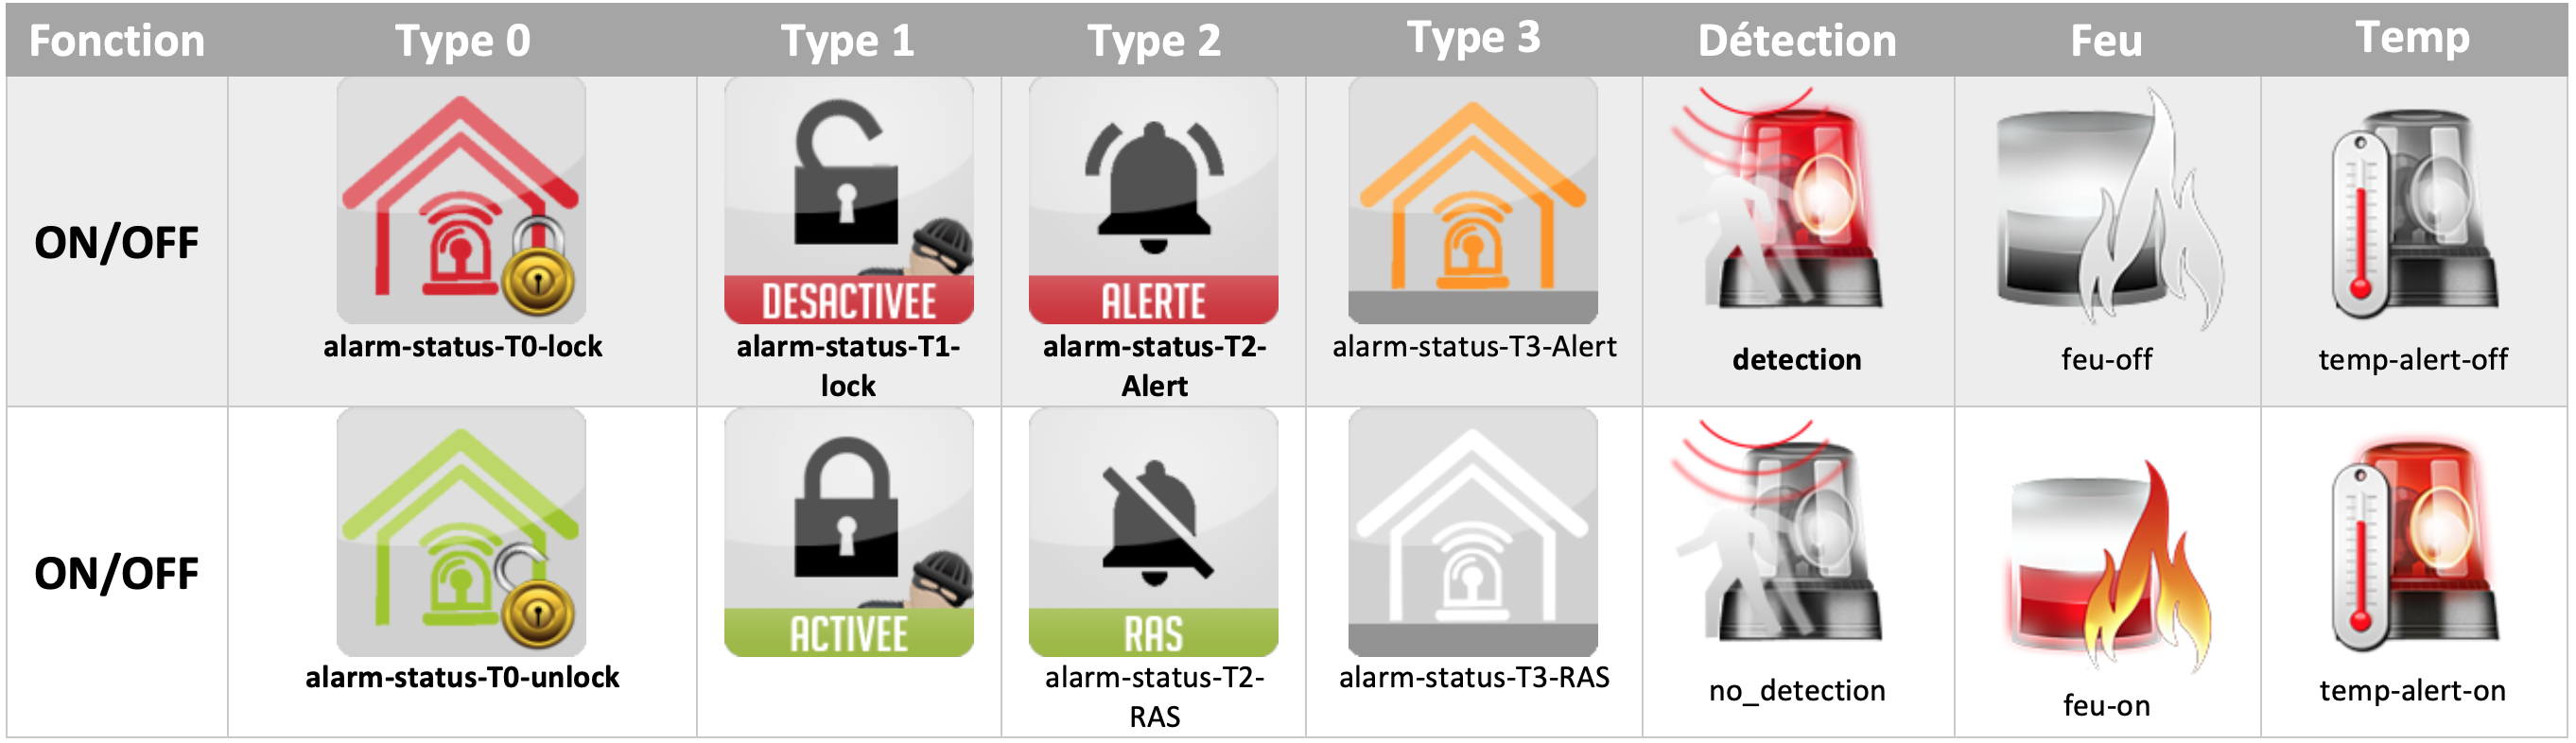 Fonction Type 0 Type 1 Type 2 Type 3 Détection Feu Temp
ON/OFF
DESACTIVEE
ALERTE
alarm-status-T0-lock
alarm-status-T1-
lock
alarm-status-T2-
Alert
alarm-status-T3-Alert
detection
feu-off
temp-alert-off
ON/OFF
ACTIVEE
RAS
alarm-status-T0-unlock
alarm-status-T2-
RAS
alarm-status-T3-RAS
no_detection
feu-on
temp-alert-on